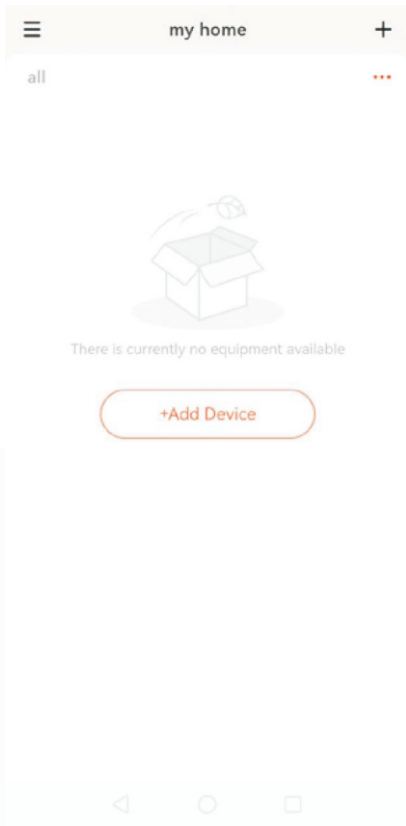 my home
all
There is currently no equipment available
+Add Device